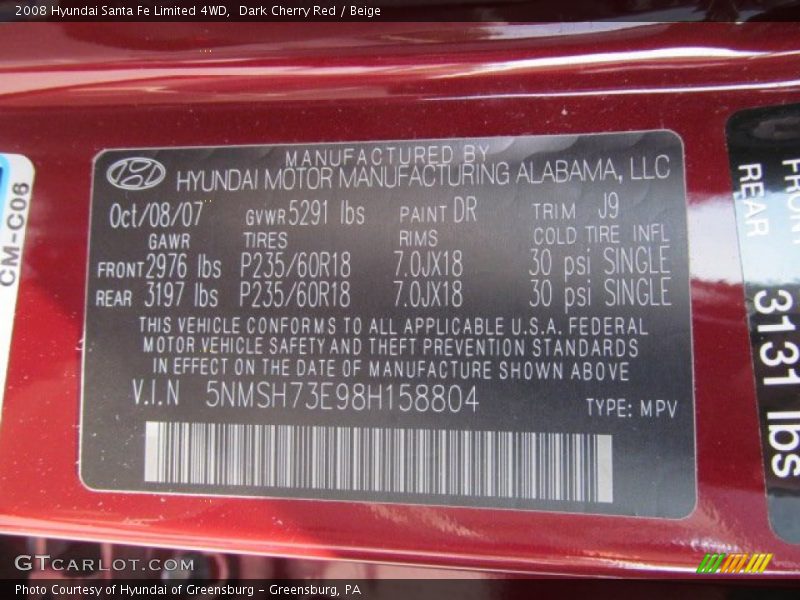 2008 Hyundai Santa Fe Limited 4WD,  Dark Cherry Red / Beige
MANUFACTURED BY
HYUNDAI MOTOR MANUFACTURING ALABAMA, LLC
Oct/08/07 GVWR 5291 lbs PAINT DR TRIM J9
GAWR TIRES RIMS COLD TIRE INFL
FRONT 2976 lbs P235/60R18 7.0JX18 30 psi SINGLE
REAR 3197 lbs P235/60R18 7.0JX18 30 psi SINGLE
THIS VEHICLE CONFORMS TO ALL APPLICABLE U.S.A. FEDERAL
MOTOR VEHICLE SAFETY AND THEFT PREVENTION STANDARDS
IN EFFECT ON THE DATE OF MANUFACTURE SHOWN ABOVE
V.I.N 5NMSH73E98H158804 TYPE: MPV
CM-C06
FRONT
REAR 3131 lbs
GTCARLOT.COM
Photo Courtesy of Hyundai of Greensburg - Greensburg, PA